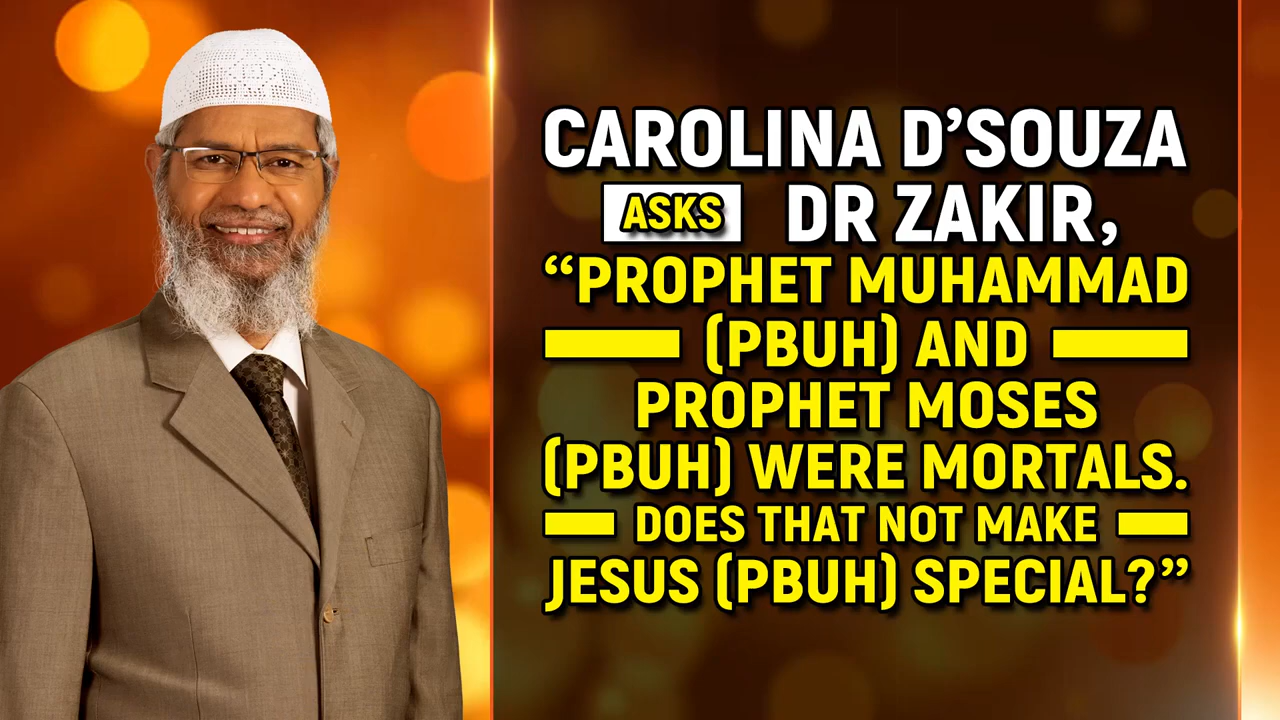 CAROLINA D’SOUZA
ASKS DR ZAKIR,
“PROPHET MUHAMMAD
(PBUH) AND
PROPHET MOSES
(PBUH) WERE MORTALS.
DOES THAT NOT MAKE
JESUS (PBUH) SPECIAL?”